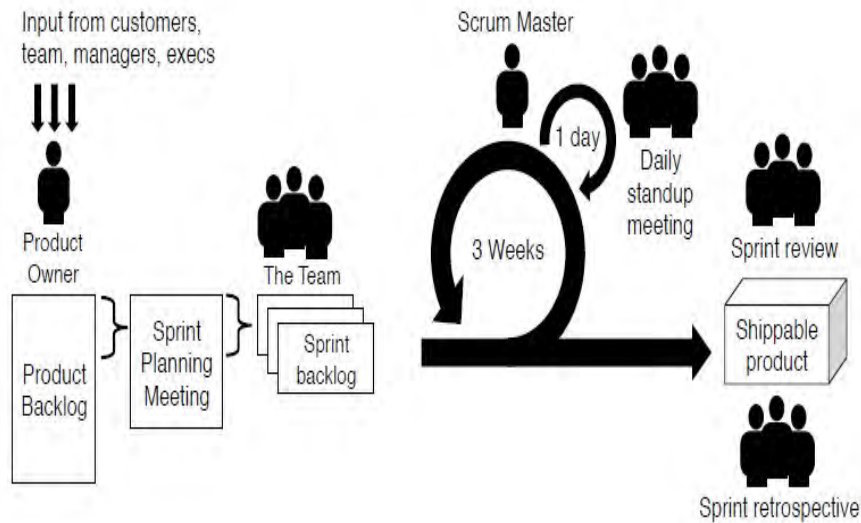 Input from customers,
team, managers, execs
Product
Owner
Product
Backlog
Sprint
Planning
Meeting
The Team
Sprint
backlog
Scrum Master
1 day
3 Weeks
Daily
standup
meeting
Sprint review
Shippable
product
Sprint retrospective